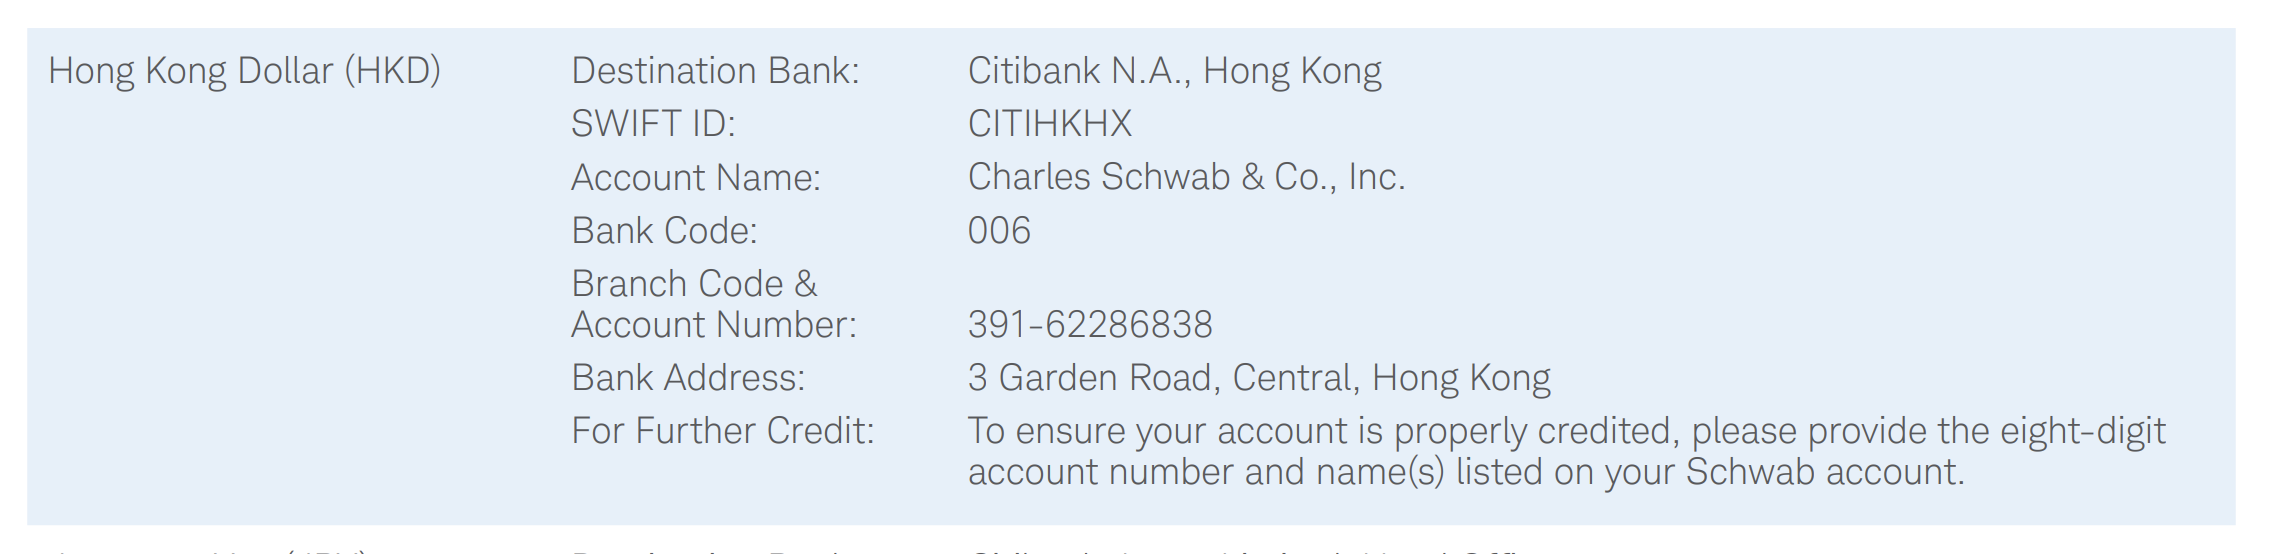 Hong Kong Dollar (HKD)
Destination Bank: Citibank N.A., Hong Kong
SWIFT ID: CITIHKHX
Account Name: Charles Schwab & Co., Inc.
Bank Code: 006
Branch Code &
Account Number: 391-62286838
Bank Address: 3 Garden Road, Central, Hong Kong
For Further Credit: To ensure your account is properly credited, please provide the eight-digit
account number and name(s) listed on your Schwab account.